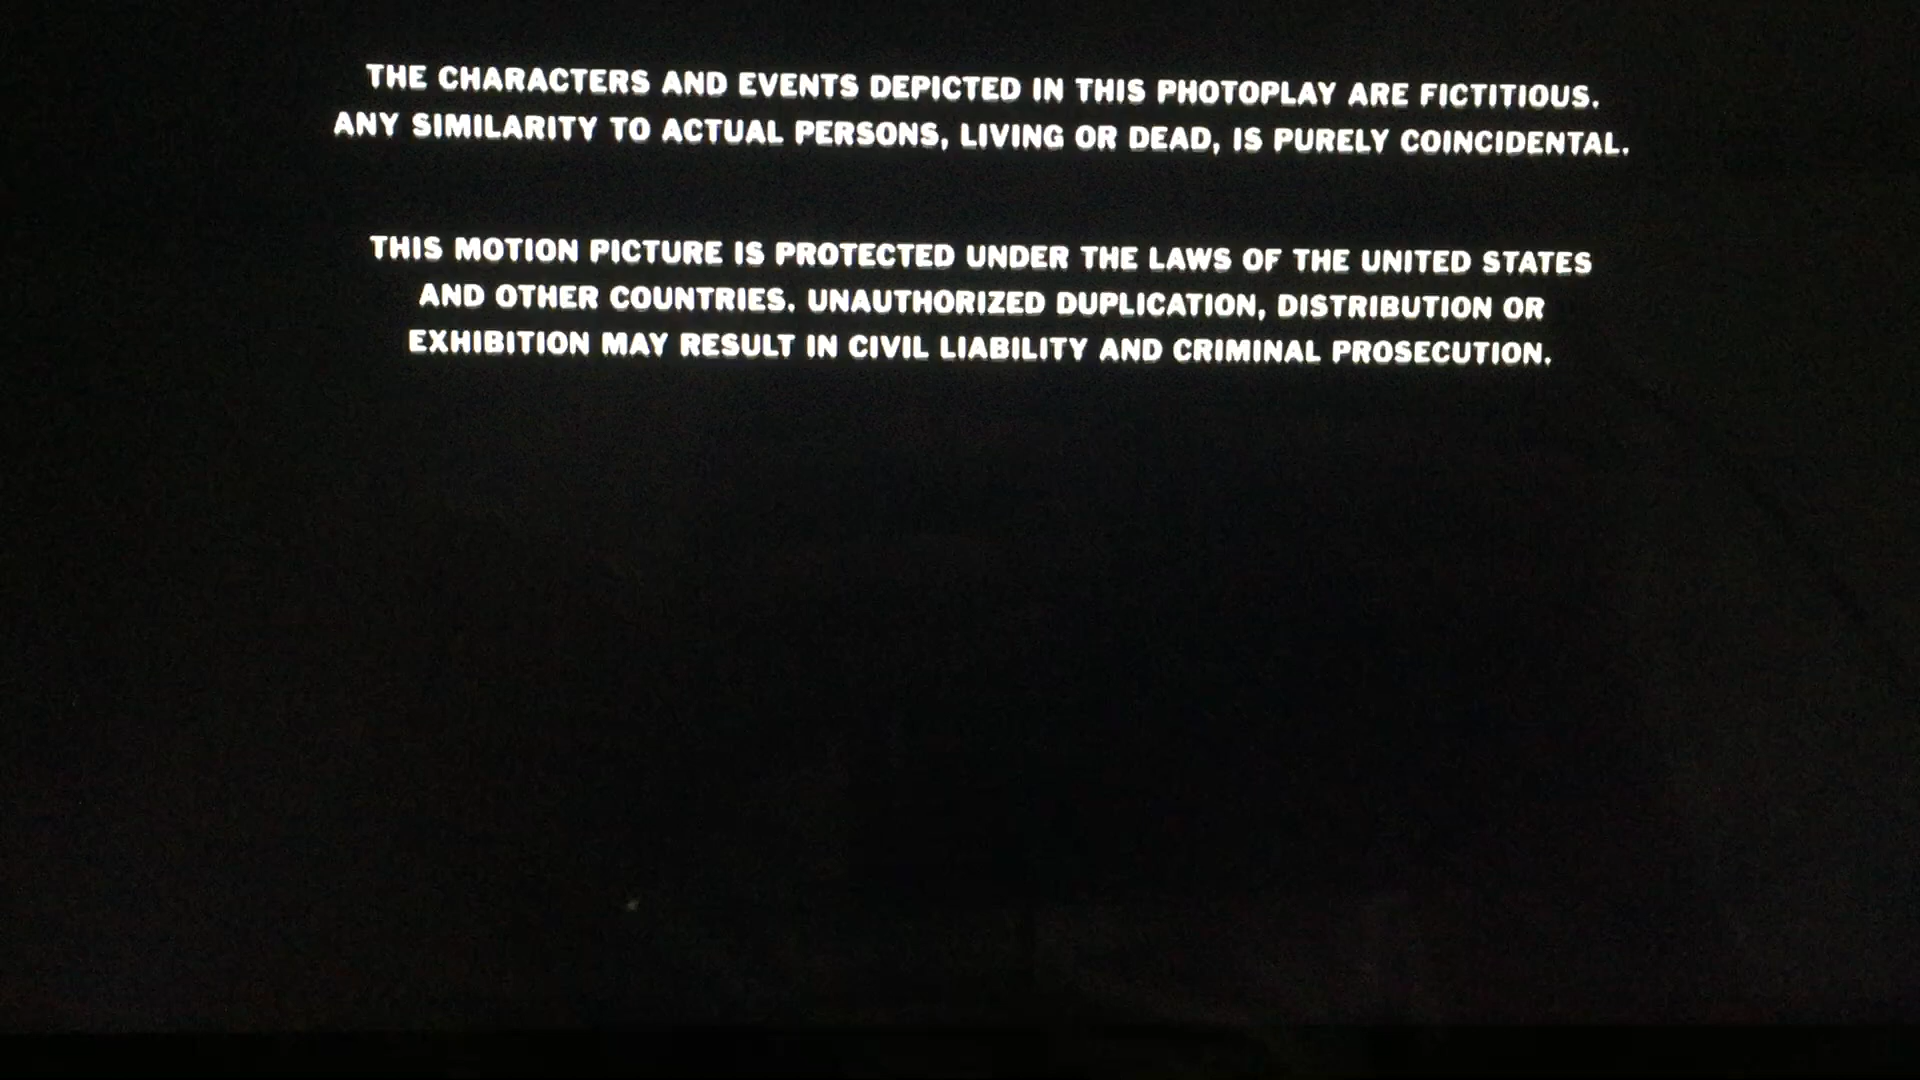 THE CHARACTERS AND EVENTS DEPICTED IN THIS PHOTOPLAY ARE FICTITIOUS.
ANY SIMILARITY TO ACTUAL PERSONS, LIVING OR DEAD, IS PURELY COINCIDENTAL.
THIS MOTION PICTURE IS PROTECTED UNDER THE LAWS OF THE UNITED STATES
AND OTHER COUNTRIES. UNAUTHORIZED DUPLICATION, DISTRIBUTION OR
EXHIBITION MAY RESULT IN CIVIL LIABILITY AND CRIMINAL PROSECUTION.